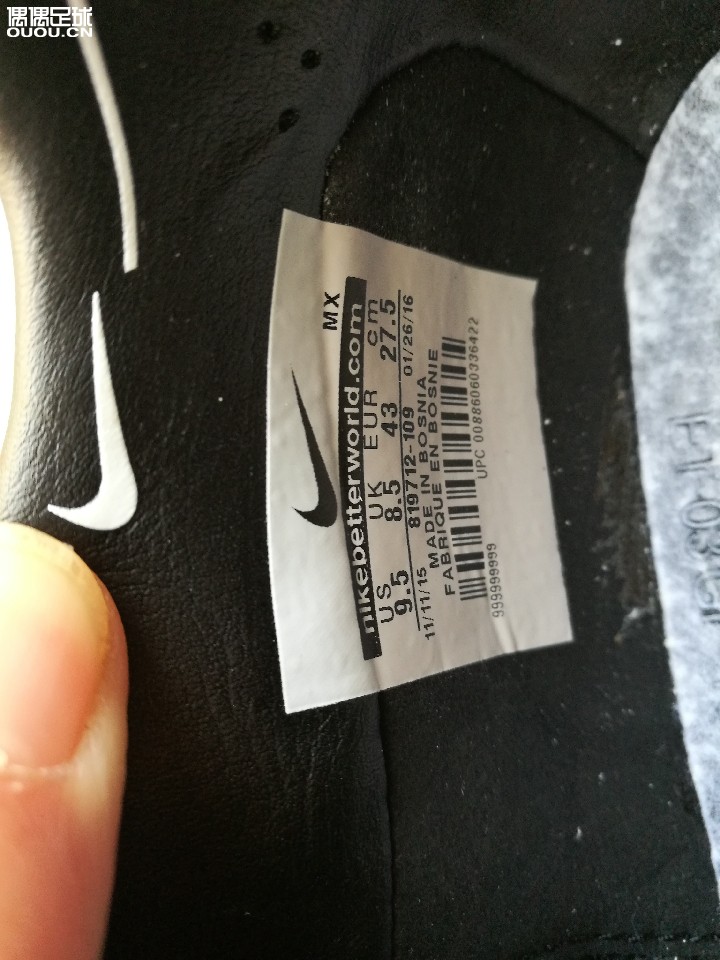 偶偶足球
OUOU.CN
MX
nikebetterworld.com
US UK EUR cm
9.5 8.5 43 27.5
819712-109
11/11/15 01/26/16
MADE IN BOSNIA
FABRIQUE EN BOSNIE
UPC 00886060336422
9999999999